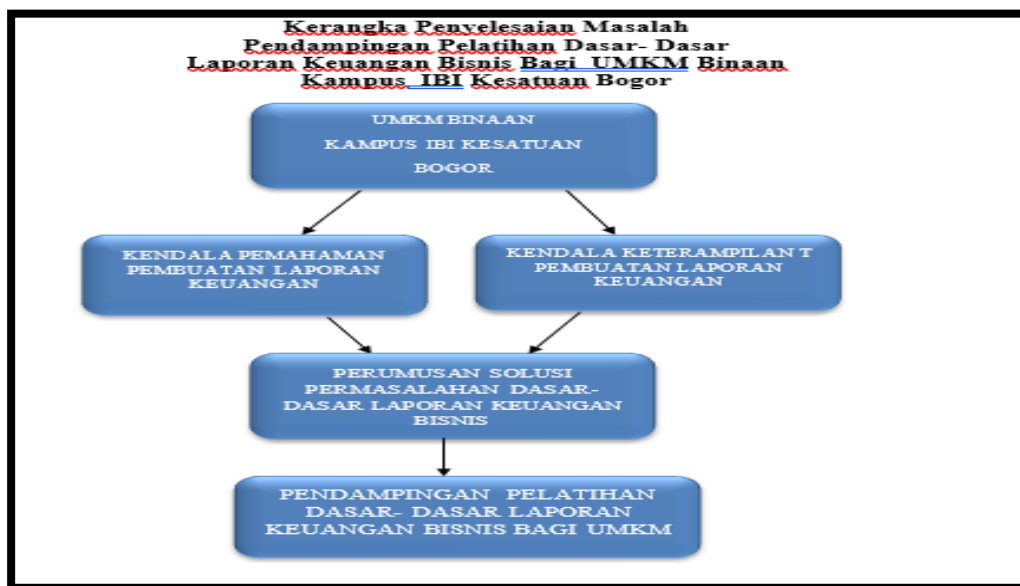 Kerangka Penyelesaian Masalah
Pendampingan Pelatihan Dasar- Dasar
Laporan Keuangan Bisnis Bagi UMKM Binaan
Kampus IBI Kesatuan Bogor
UMKM BINAAN
KAMPUS IBI KESATUAN
BOGOR
KENDALA PEMAHAMAN
PEMBUATAN LAPORAN
KEUANGAN
KENDALA KETERAMPILAN T
PEMBUATAN LAPORAN
KEUANGAN
PERUMUSAN SOLUSI
PERMASALAHAN DASAR-
DASAR LAPORAN KEUANGAN
BISNIS
PENDAMPINGAN PELATIHAN
DASAR- DASAR LAPORAN
KEUANGAN BISNIS BAGI UMKM